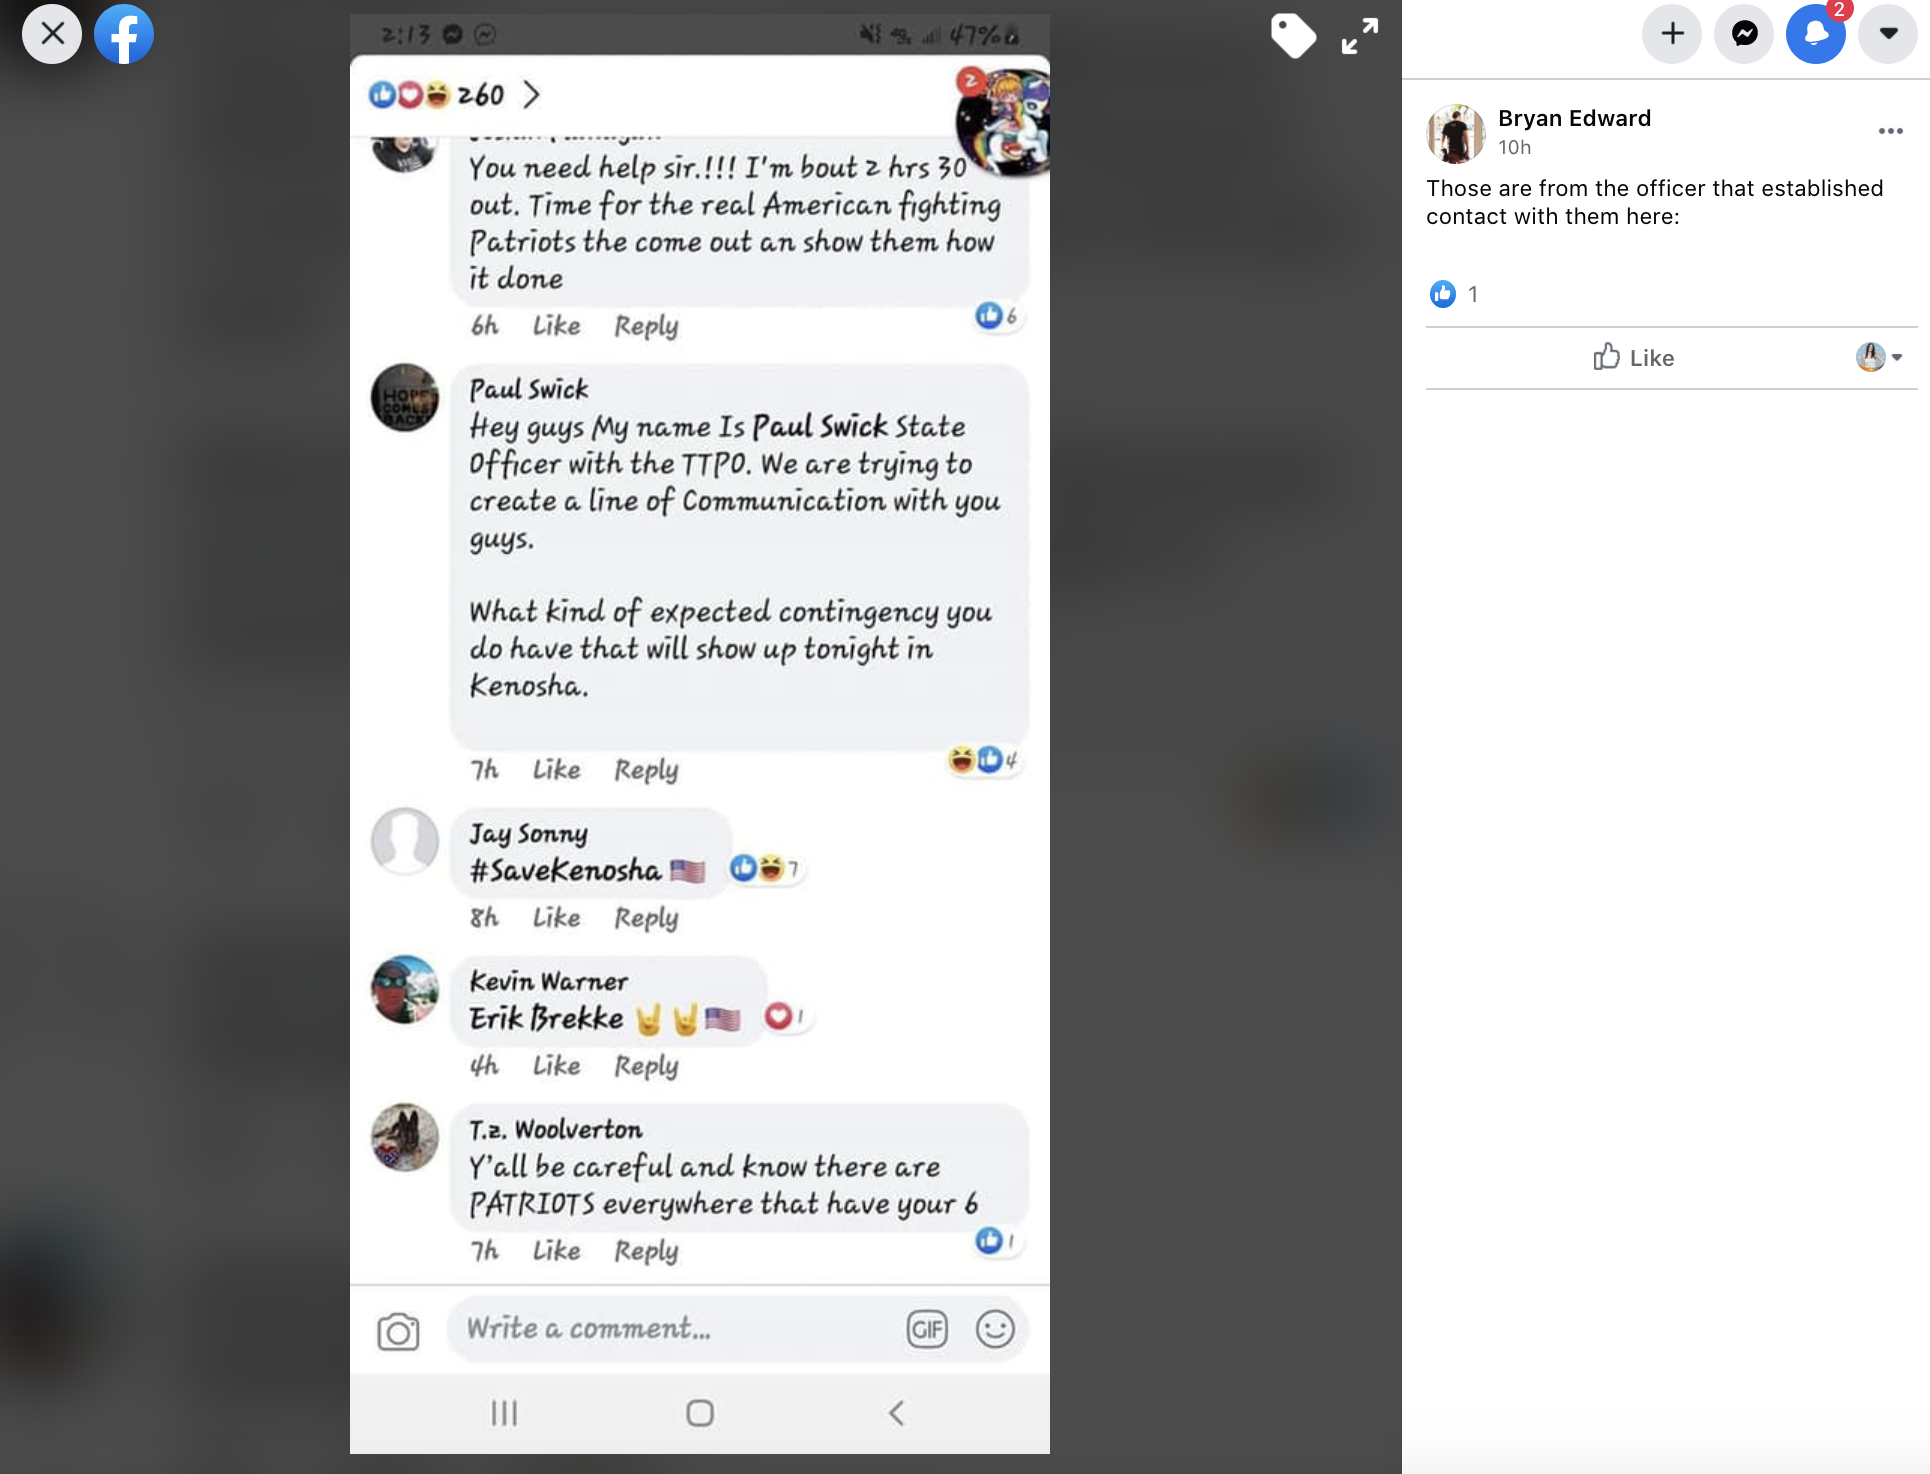 2:13
47%
260
2
You need help sir.!!! I'm bout 2 hrs 30
out. Time for the real American fighting
Patriots the come out an show them how
it done
6h Like Reply 6
HOPE
COMES
BACK
Paul Swick
Hey guys My name Is Paul Swick State
Officer with the TTPO. We are trying to
create a line of Communication with you
guys.
What kind of expected contingency you
do have that will show up tonight in
Kenosha.
7h Like Reply 4
Jay Sonny
#SaveKenosha 🇺🇸 7
8h Like Reply
Kevin Warner
Erik Brekke 🤘🤘🇺🇸 1
4h Like Reply
T.z. Woolverton
Y'all be careful and know there are
PATRIOTS everywhere that have your 6
7h Like Reply 1
Write a comment...
GIF
2
Bryan Edward
10h
Those are from the officer that established
contact with them here:
1
Like